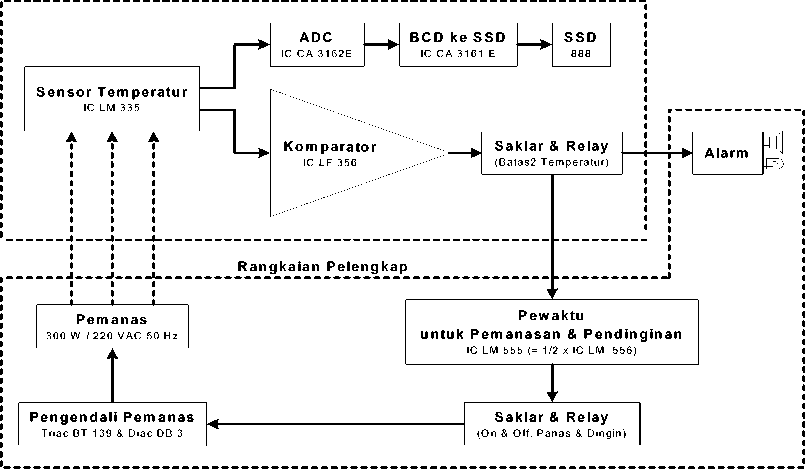 ADC
IC CA 3162E
BCD ke SSD
IC CA 3161 E
SSD
888
Sensor Temperatur
IC LM 335
Komparator
IC LF 356
Saklar & Relay
(Batas2 Temperatur)
Alarm
Rangkaian Pelengkap
Pemanas
300 W / 220 VAC 50 Hz
Pewaktu
untuk Pemanasan & Pendinginan
IC LM 555 (= 1/2 x IC LM 556)
Pengendali Pemanas
Triac BT 139 & Diac DB 3
Saklar & Relay
(On & Off, Panas & Dingin)